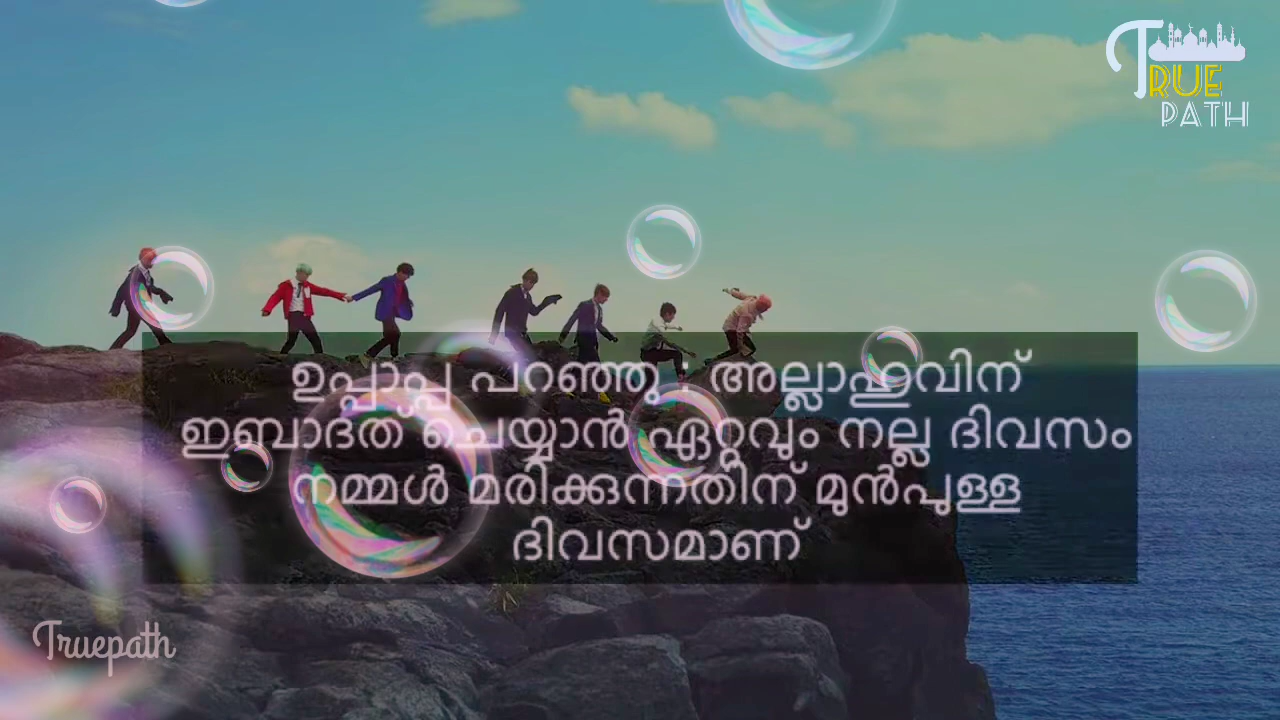 TRUE
PATH
ഉപ്പാപ്പ പറഞ്ഞു : അല്ലാഹുവിന്
ഇബാദത് ചെയ്യാൻ ഏറ്റവും നല്ല ദിവസം
നമ്മൾ മരിക്കുന്നതിന് മുൻപുള്ള
ദിവസമാണ്
Truepath